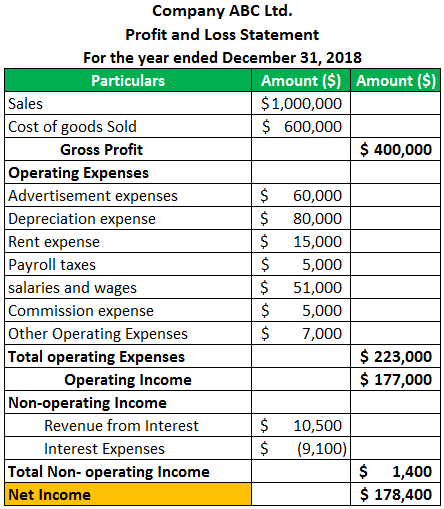 Company ABC Ltd.
Profit and Loss Statement
For the year ended December 31, 2018
Particulars Amount ($) Amount ($)
Sales $1,000,000
Cost of goods Sold $ 600,000
Gross Profit $ 400,000
Operating Expenses
Advertisement expenses $ 60,000
Depreciation expense $ 80,000
Rent expense $ 15,000
Payroll taxes $ 5,000
salaries and wages $ 51,000
Commission expense $ 5,000
Other Operating Expenses $ 7,000
Total operating Expenses $ 223,000
Operating Income $ 177,000
Non-operating Income
Revenue from Interest $ 10,500
Interest Expenses $ (9,100)
Total Non- operating Income $ 1,400
Net Income $ 178,400